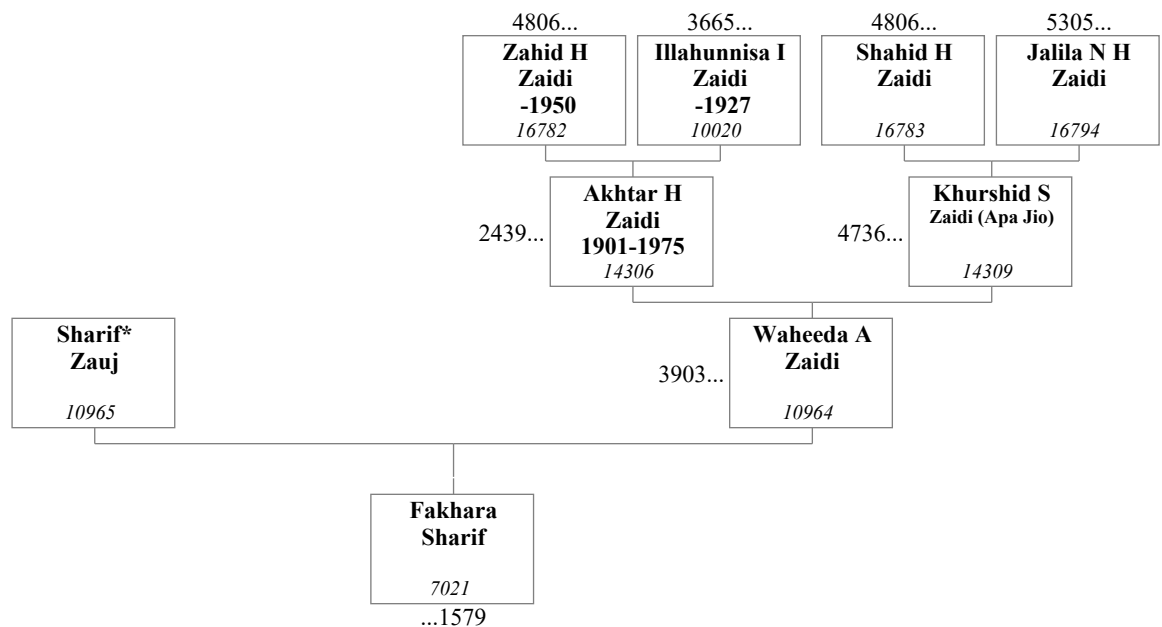 4806... 3665... 4806... 5305...
Zahid H
Zaidi
-1950
16782
Illahunnisa I
Zaidi
-1927
10020
Shahid H
Zaidi
16783
Jalila N H
Zaidi
16794
2439...
Akhtar H
Zaidi
1901-1975
14306
4736...
Khurshid S
Zaidi (Apa Jio)
14309
Sharif*
Zauj
10965
3903...
Waheeda A
Zaidi
10964
Fakhara
Sharif
7021
...1579